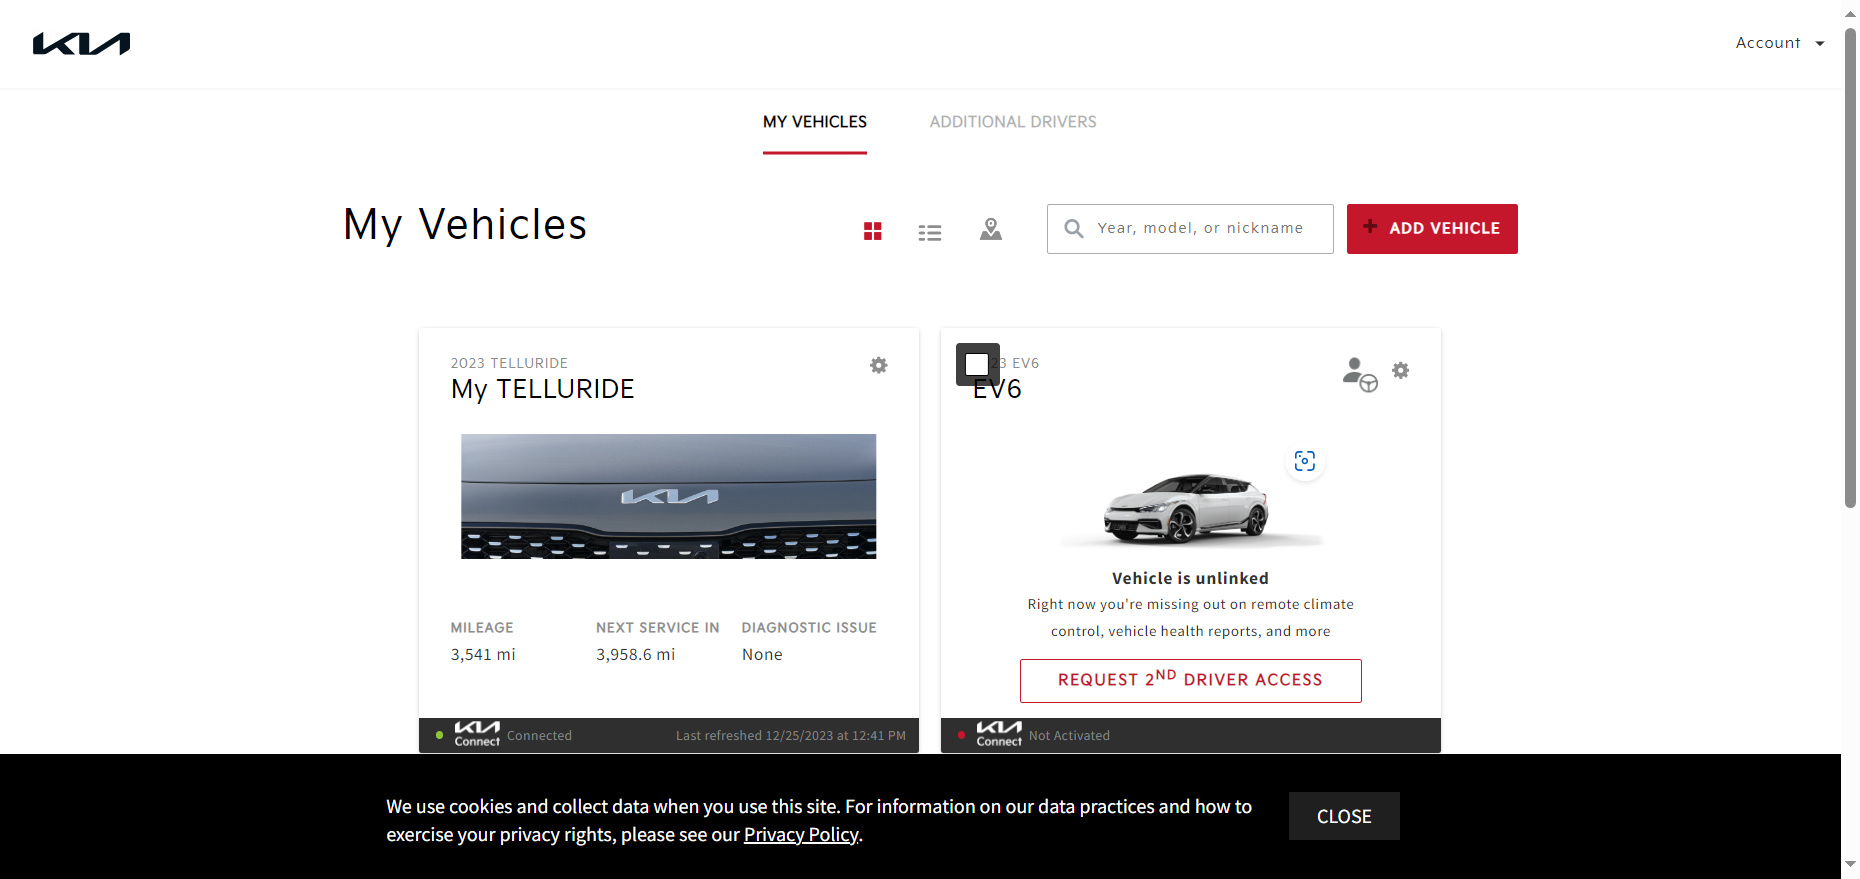 KIA
Account
MY VEHICLES
ADDITIONAL DRIVERS
My Vehicles
Year, model, or nickname
+ ADD VEHICLE
2023 TELLURIDE
My TELLURIDE
KIA
MILEAGE
NEXT SERVICE IN
DIAGNOSTIC ISSUE
3,541 mi
3,958.6 mi
None
KIA
Connect
Connected
Last refreshed 12/25/2023 at 12:41 PM
23 EV6
EV6
Vehicle is unlinked
Right now you're missing out on remote climate
control, vehicle health reports, and more
REQUEST 2ND DRIVER ACCESS
KIA
Connect
Not Activated
We use cookies and collect data when you use this site. For information on our data practices and how to
exercise your privacy rights, please see our Privacy Policy.
CLOSE